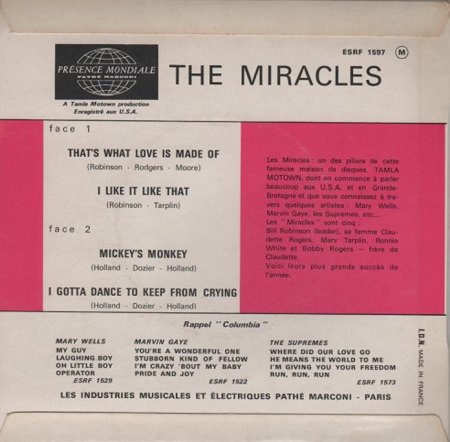 ESRF 1597 M
PRÉSENCE MONDIALE
PATHÉ MARCONI
THE MIRACLES
A Tamla Motown production
Enregistré aux U.S.A.
face 1
THAT'S WHAT LOVE IS MADE OF
(Robinson - Rodgers - Moore)
I LIKE IT LIKE THAT
(Robinson - Tarplin)
face 2
MICKEY'S MONKEY
(Holland - Dozier - Holland)
I GOTTA DANCE TO KEEP FROM CRYING
(Holland - Dozier - Holland)
Les Miracles : un des piliers de cette
fameuse maison de disques, TAMLA
MOTOWN, dont on commence à parler
beaucoup aux U.S.A. et en Grande-
Bretagne et que vous connaissez à tra-
vers quelques artistes : Mary Wells,
Marvin Gaye, les Supremes, etc...
Les "Miracles" sont cinq :
Bill Robinson (leader), sa femme Clau-
dette Rogers, Marv Tarplin, Ronnie
White et Bobby Rogers — frere de
Claudette.
Voici leurs plus grands succès de
l'année.
Rappel "Columbia"
MARY WELLS
MY GUY
LAUGHING BOY
OH LITTLE BOY
OPERATOR
ESRF 1529
MARVIN GAYE
YOU'RE A WONDERFUL ONE
STUBBORN KIND OF FELLOW
I'M CRAZY 'BOUT MY BABY
PRIDE AND JOY
ESRF 1522
THE SUPREMES
WHERE DID OUR LOVE GO
HE MEANS THE WORLD TO ME
I'M GIVING YOU YOUR FREEDOM
RUN, RUN, RUN
ESRF 1573
LES INDUSTRIES MUSICALES ET ÉLECTRIQUES PATHÉ MARCONI - PARIS
I.D.N. MADE IN FRANCE